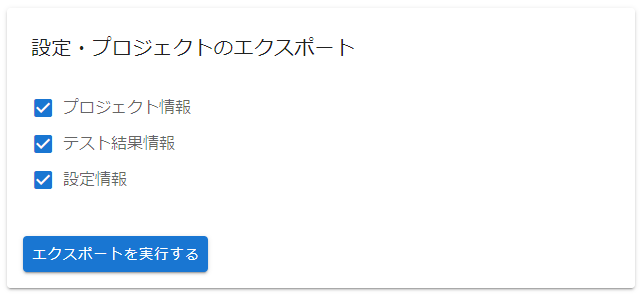 設定・プロジェクトのエクスポート
プロジェクト情報
テスト結果情報
設定情報
エクスポートを実行する